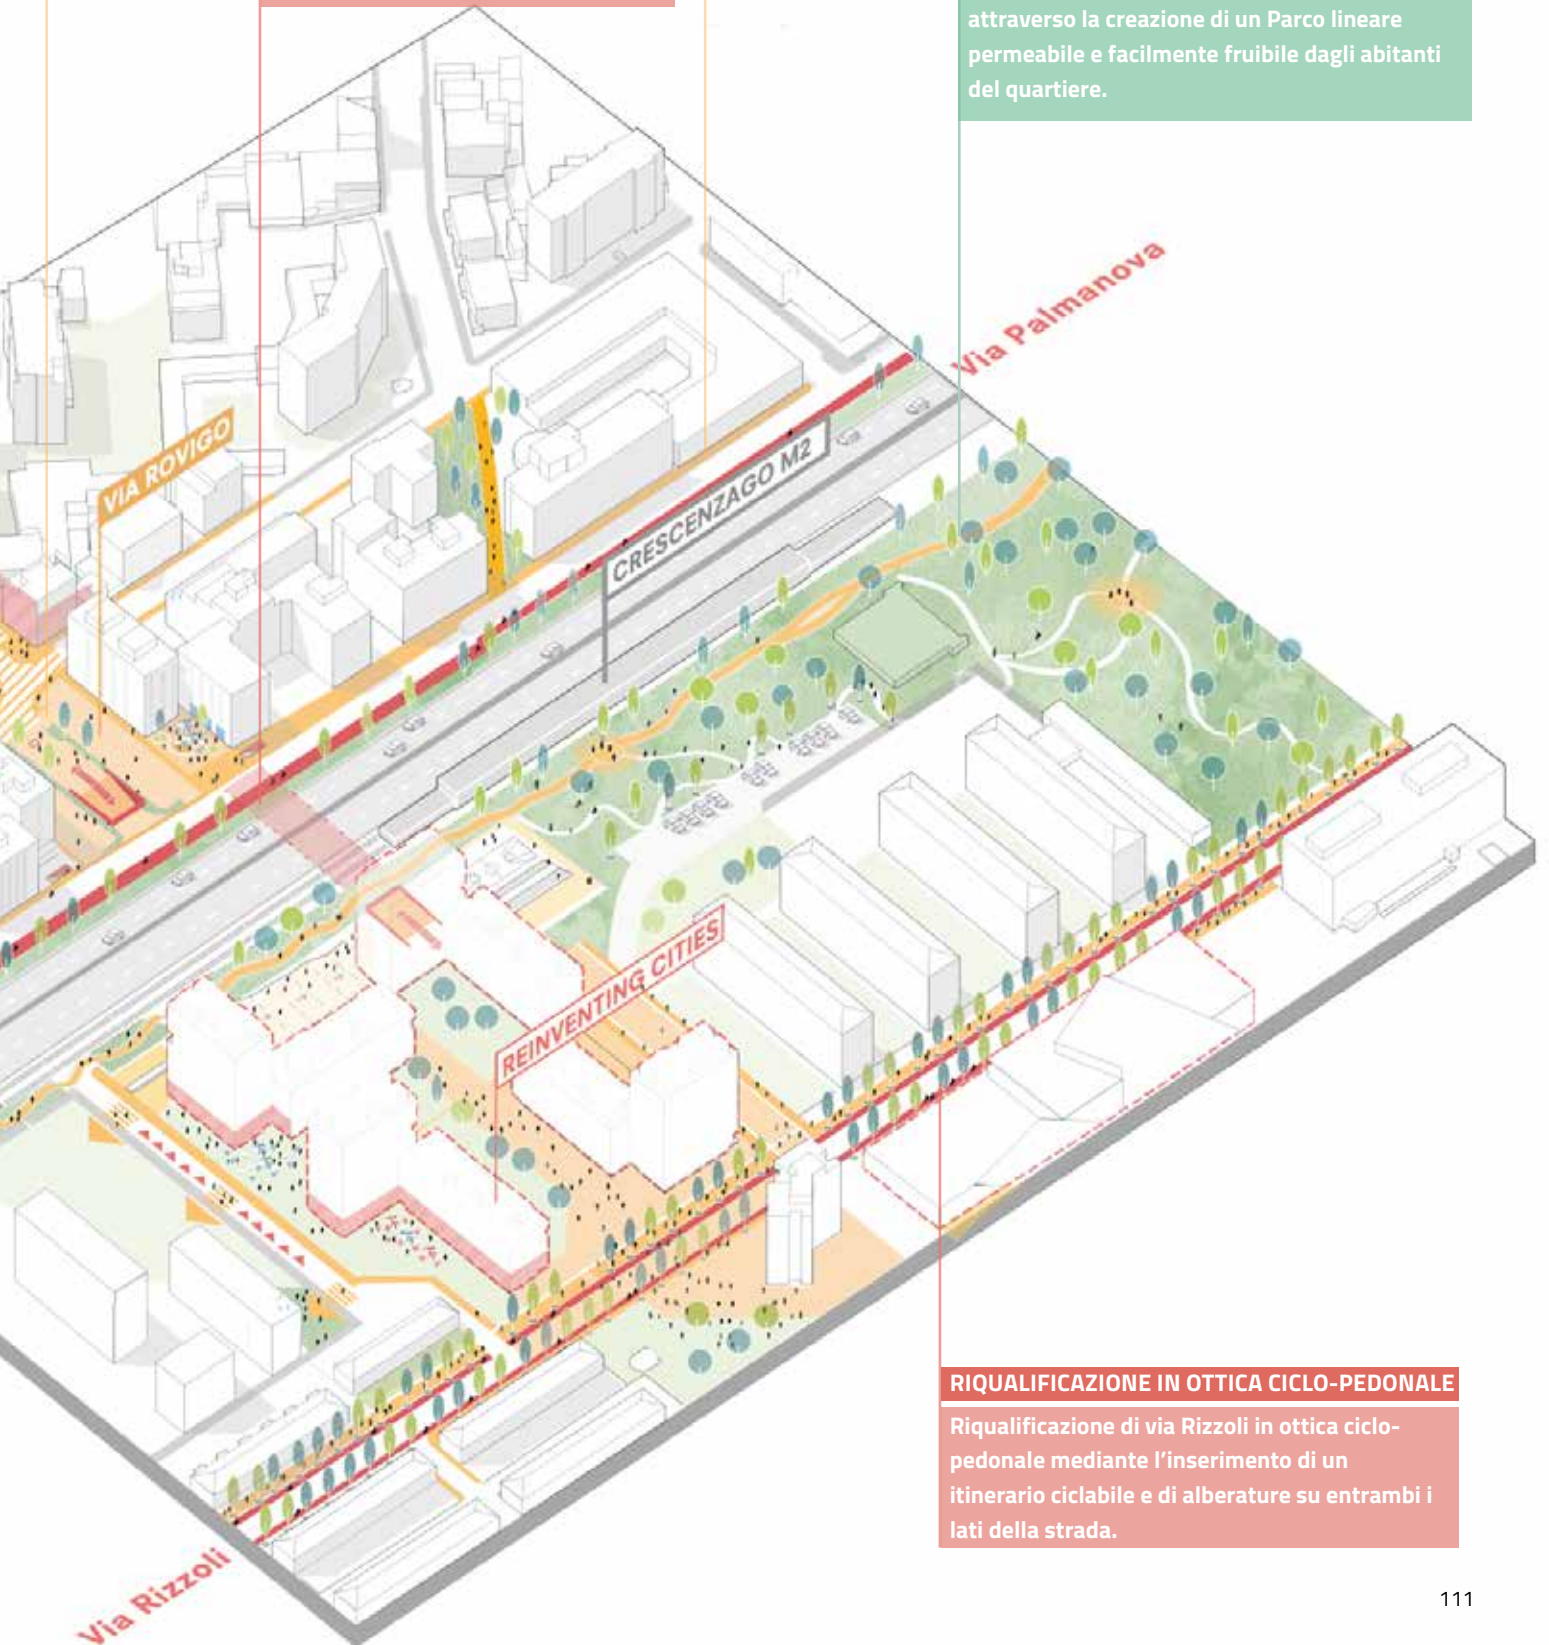 attraverso la creazione di un Parco lineare
permeabile e facilmente fruibile dagli abitanti
del quartiere.
Via Palmanova
VIA ROVIGO
CRESCENZAGO M2
REINVENTING CITIES
RIQUALIFICAZIONE IN OTTICA CICLO-PEDONALE
Riqualificazione di via Rizzoli in ottica ciclo-
pedonale mediante l’inserimento di un
itinerario ciclabile e di alberature su entrambi i
lati della strada.
Via Rizzoli
111